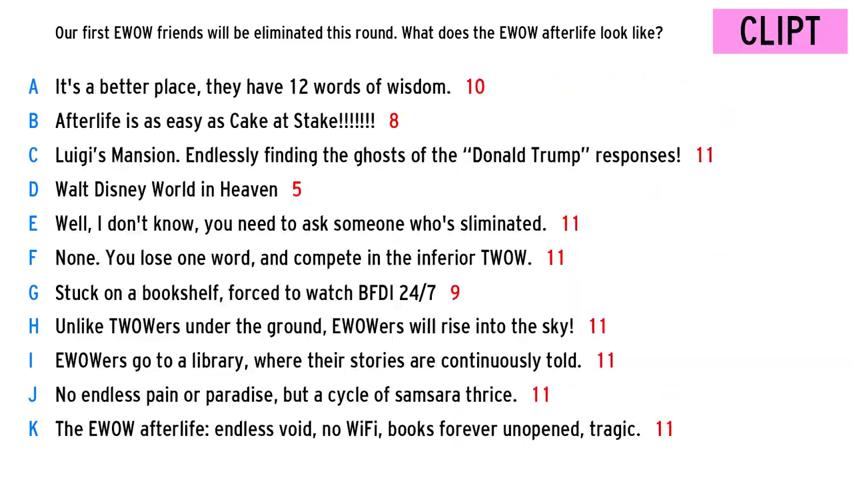 Our first EWOW friends will be eliminated this round. What does the EWOW afterlife look like?
CLIPT
A It's a better place, they have 12 words of wisdom. 10
B Afterlife is as easy as Cake at Stake!!!!!!! 8
C Luigi's Mansion. Endlessly finding the ghosts of the “Donald Trump” responses! 11
D Walt Disney World in Heaven 5
E Well, I don't know, you need to ask someone who's sliminated. 11
F None. You lose one word, and compete in the inferior TWOW. 11
G Stuck on a bookshelf, forced to watch BFDI 24/7 9
H Unlike TWOWers under the ground, EWOWers will rise into the sky! 11
I EWOWers go to a library, where their stories are continuously told. 11
J No endless pain or paradise, but a cycle of samsara thrice. 11
K The EWOW afterlife: endless void, no WiFi, books forever unopened, tragic. 11